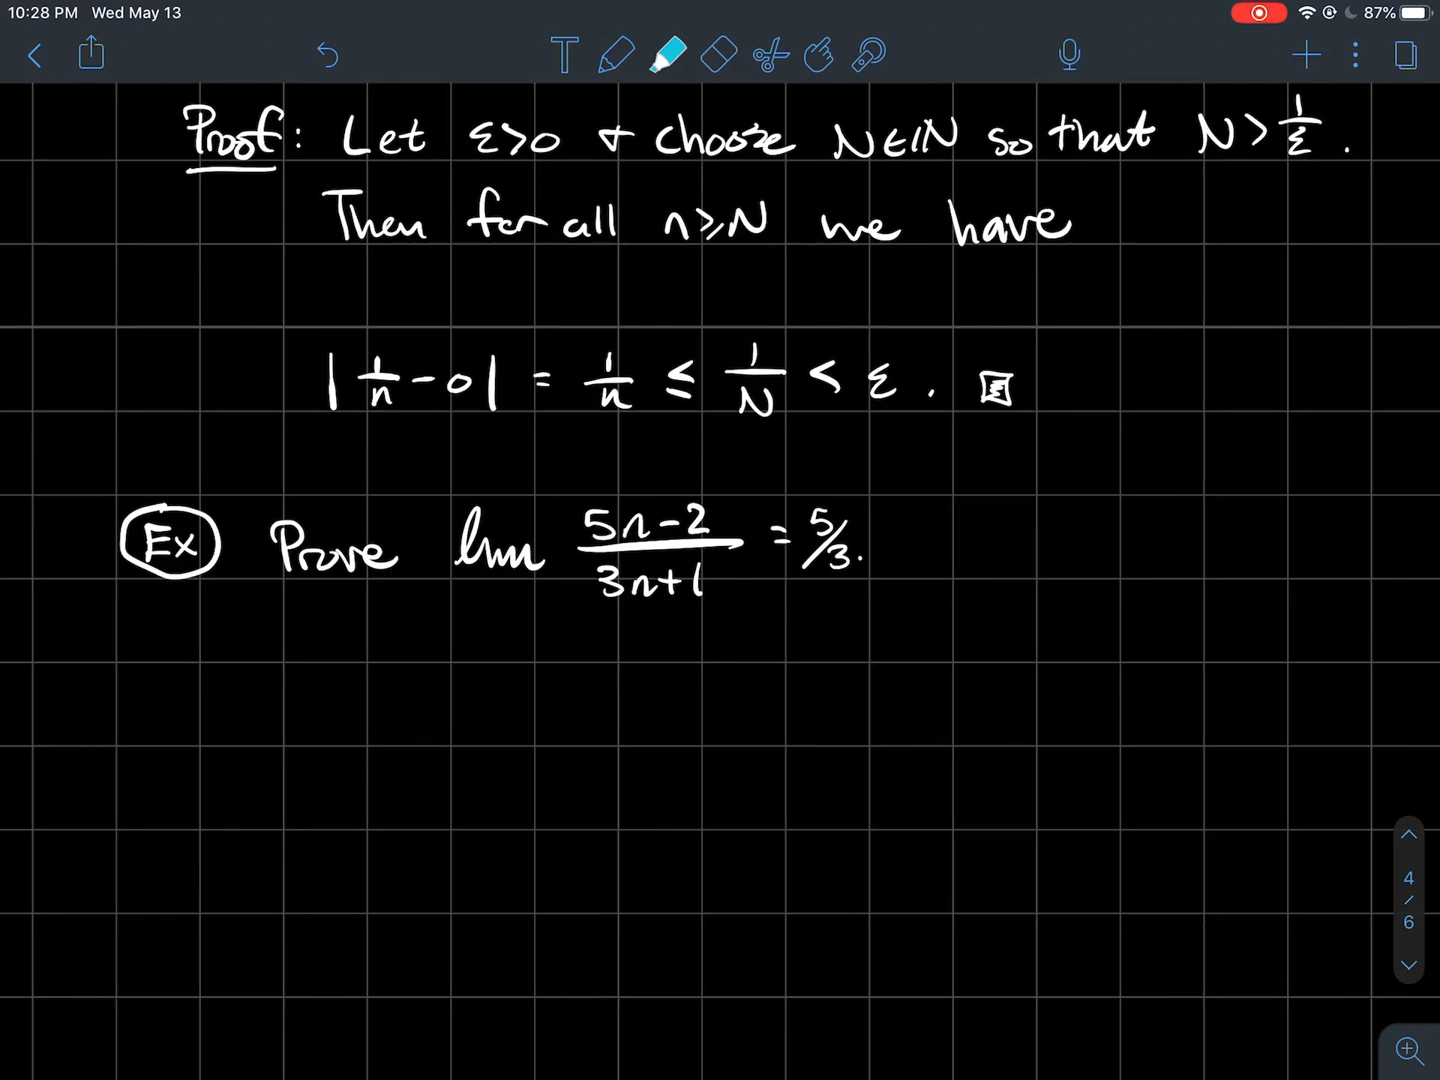 10:28 PM Wed May 13 87%
T
Proof: Let ε>0 + choose N∈ℕ so that N > 1/ε.
Then for all n≥N we have
|1/n - 0| = 1/n ≤ 1/N < ε.
Ex Prove lim (5n-2)/(3n+1) = 5/3.
4
/
6